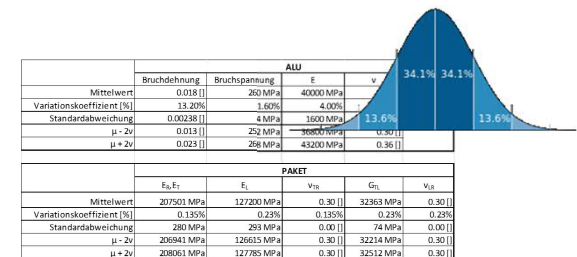 ALU
Bruchdehnung Bruchspannung E ν
Mittelwert 0.018 [] 260 MPa 40000 MPa
Variationskoeffizient [%] 13.20% 1.60% 4.00%
Standardabweichung 0.00238 [] 4 MPa 1600 MPa
µ - 2v 0.013 [] 252 MPa 36800 MPa 0.30 []
µ + 2v 0.023 [] 268 MPa 43200 MPa 0.36 []
34.1% 34.1%
13.6% 13.6%
PAKET
E_R,E_T E_L ν_TR G_TL ν_LR
Mittelwert 207501 MPa 127200 MPa 0.30 [] 32363 MPa 0.30 []
Variationskoeffizient [%] 0.135% 0.23% 0.135% 0.23% 0.23%
Standardabweichung 280 MPa 293 MPa 0.00 [] 74 MPa 0.00 []
µ - 2v 206941 MPa 126615 MPa 0.30 [] 32214 MPa 0.30 []
µ + 2v 208061 MPa 127785 MPa 0.30 [] 32512 MPa 0.30 []